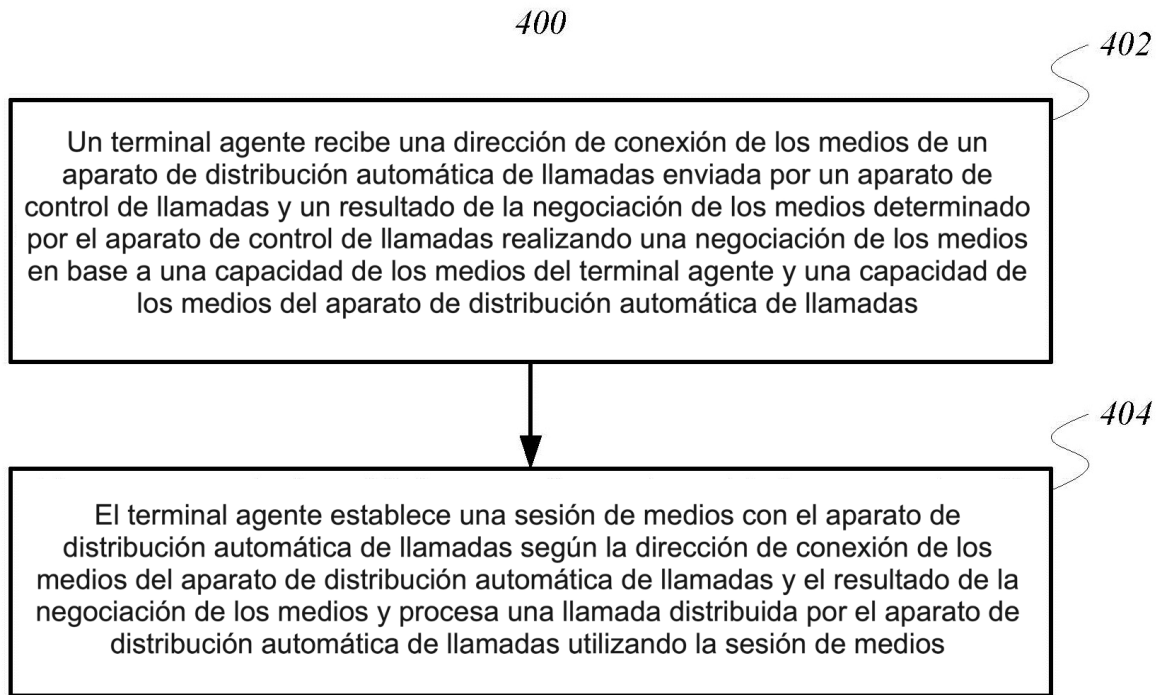 400
402
Un terminal agente recibe una dirección de conexión de los medios de un
aparato de distribución automática de llamadas enviada por un aparato de
control de llamadas y un resultado de la negociación de los medios determinado
por el aparato de control de llamadas realizando una negociación de los medios
en base a una capacidad de los medios del terminal agente y una capacidad de
los medios del aparato de distribución automática de llamadas
404
El terminal agente establece una sesión de medios con el aparato de
distribución automática de llamadas según la dirección de conexión de los
medios del aparato de distribución automática de llamadas y el resultado de la
negociación de los medios y procesa una llamada distribuida por el aparato de
distribución automática de llamadas utilizando la sesión de medios